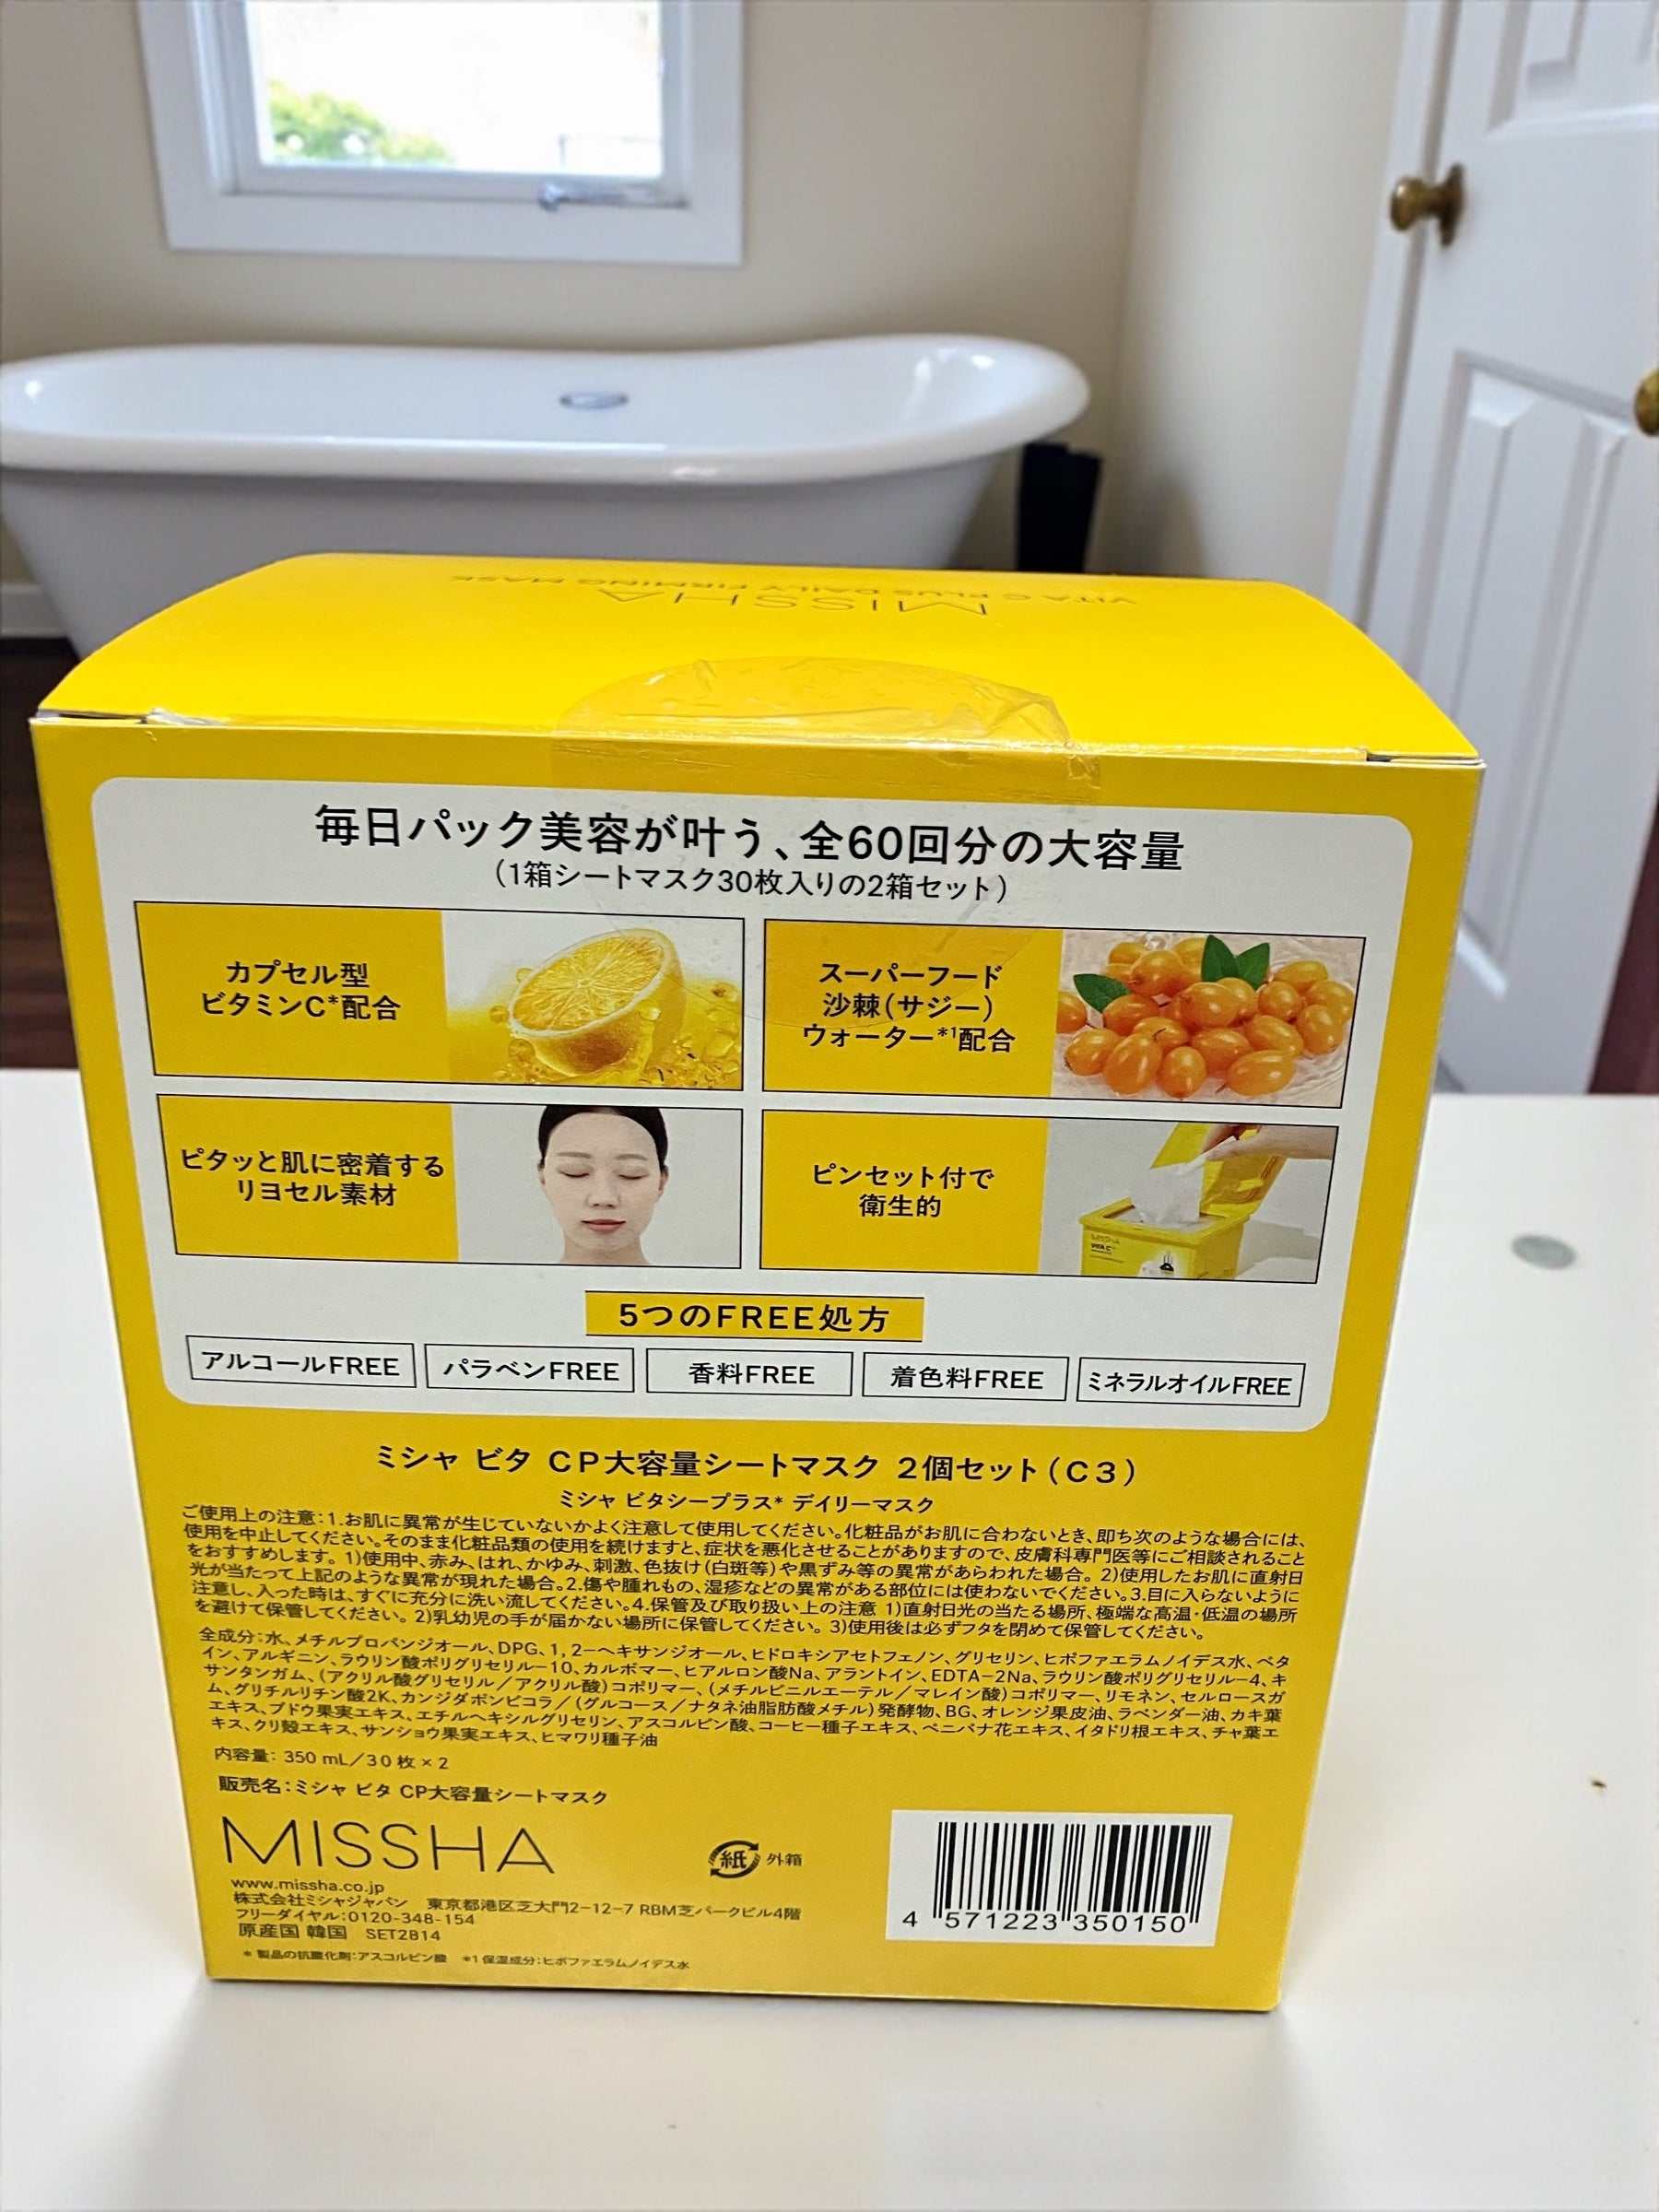 VITA C PLUS DAILY FIRMING MASK
MISSHA
毎日パック美容が叶う、全60回分の大容量
(1箱シートマスク30枚入りの2箱セット)
カプセル型
ビタミンC*配合
スーパーフード
沙棘(サジー)
ウォーター*1配合
ピタッと肌に密着する
リヨセル素材
ピンセット付で
衛生的
MISSHA
VITA C
5つのFREE処方
アルコールFREE
パラベンFREE
香料FREE
着色料FREE
ミネラルオイルFREE
ミシャ ビタ CP大容量シートマスク 2個セット(C3)
ミシャ ビタシープラス* デイリーマスク
ご使用上の注意:1.お肌に異常が生じていないかよく注意して使用してください。化粧品がお肌に合わないとき、即ち次のような場合には、
使用を中止してください。そのまま化粧品類の使用を続けますと、症状を悪化させることがありますので、皮膚科専門医等にご相談されること
をおすすめします。1)使用中、赤み、はれ、かゆみ、刺激、色抜け(白斑等)や黒ずみ等の異常があらわれた場合。2)使用したお肌に直射日
光が当たって上記のような異常が現れた場合。2.傷や腫れもの、湿疹などの異常がある部位には使わないでください。3.目に入らないように
注意し、入った時は、すぐに充分に洗い流してください。4.保管及び取り扱い上の注意 1)直射日光の当たる場所、極端な高温・低温の場所
を避けて保管してください。2)乳幼児の手が届かない場所に保管してください。3)使用後は必ずフタを閉めて保管してください。
全成分:水、メチルプロパンジオール、DPG、1,2-ヘキサンジオール、ヒドロキシアセトフェノン、グリセリン、ヒポファエラムノイデス水、ベタ
イン、アルギニン、ラウリン酸ポリグリセリル-10、カルボマー、ヒアルロン酸Na、アラントイン、EDTA-2Na、ラウリン酸ポリグリセリル-4、キ
サンタンガム、(アクリル酸グリセリル/アクリル酸)コポリマー、(メチルビニルエーテル/マレイン酸)コポリマー、リモネン、セルロースガ
ム、グリチルリチン酸2K、カンジダボンビコラ/(グルコース/ナタネ油脂肪酸メチル)発酵物、BG、オレンジ果皮油、ラベンダー油、カキ葉
エキス、ブドウ果実エキス、エチルヘキシルグリセリン、アスコルビン酸、コーヒー種子エキス、ベニバナ花エキス、イタドリ根エキス、チャ葉エ
キス、クリ殻エキス、サンショウ果実エキス、ヒマワリ種子油
内容量: 350 mL/30枚×2
販売名:ミシャ ビタ CP大容量シートマスク
MISSHA
紙 外箱
www.missha.co.jp
株式会社ミシャジャパン 東京都港区芝大門2-12-7 RBM芝パークビル4階
フリーダイヤル:0120-348-154
原産国 韓国 SET2814
* 製品の抗酸化剤:アスコルビン酸 *1 保湿成分:ヒポファエラムノイデス水
4 571223 350150